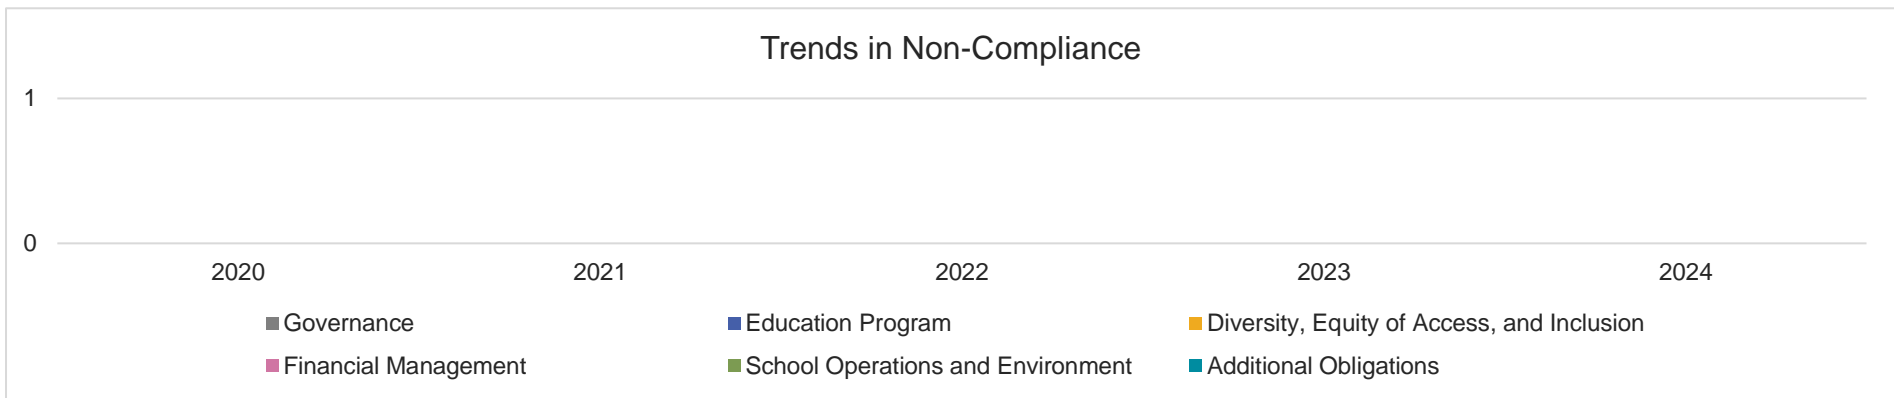 Trends in Non-Compliance
1
0
2020 2021 2022 2023 2024
Governance Education Program Diversity, Equity of Access, and Inclusion
Financial Management School Operations and Environment Additional Obligations